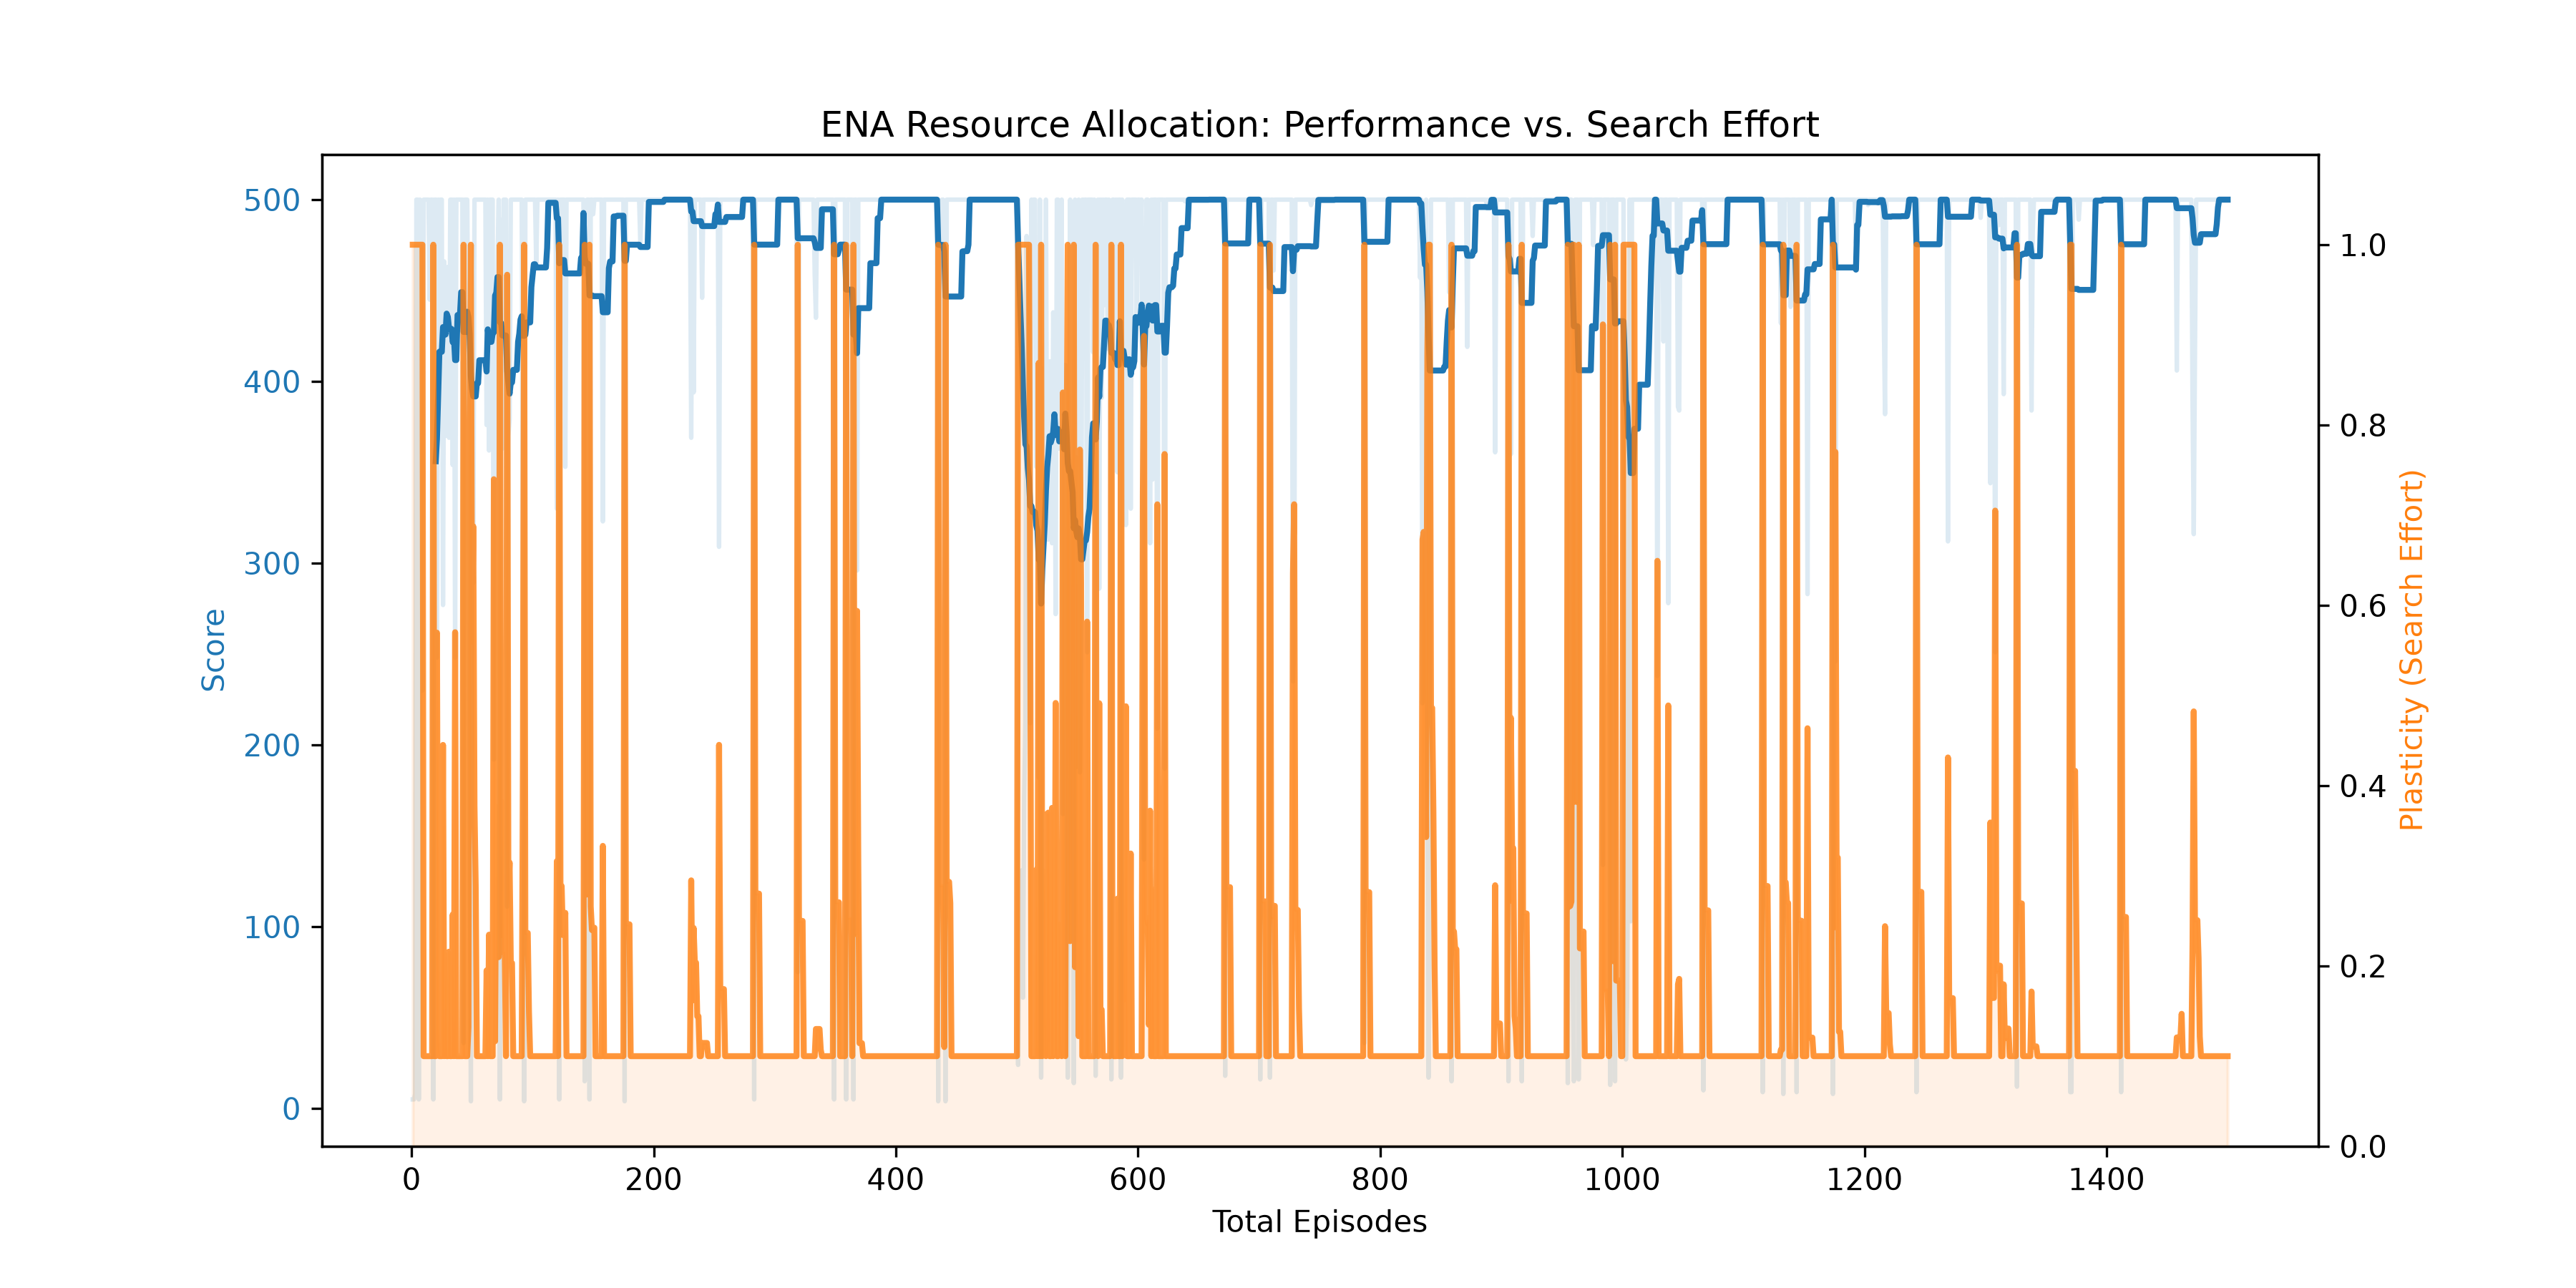 ENA Resource Allocation: Performance vs. Search Effort
500
400
300
200
100
0
Score
1.0
0.8
0.6
0.4
0.2
0.0
Plasticity (Search Effort)
0 200 400 600 800 1000 1200 1400
Total Episodes